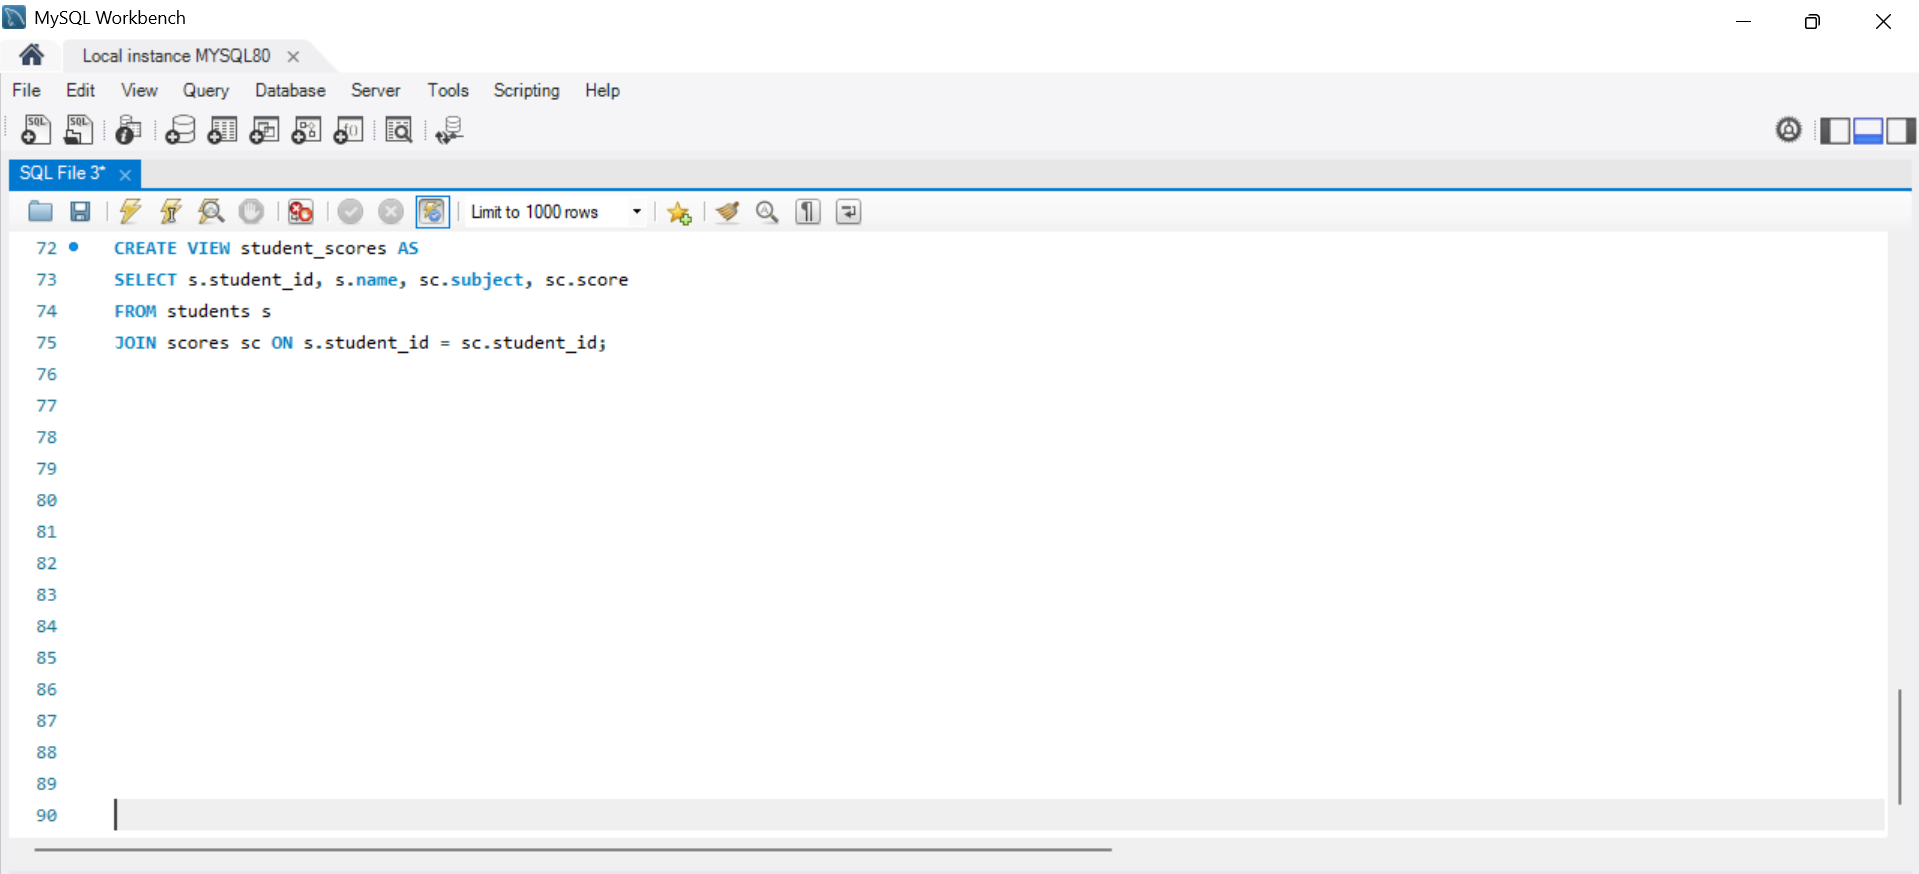 MySQL Workbench
Local instance MYSQL80
File Edit View Query Database Server Tools Scripting Help
SQL SQL
SQL File 3*
Limit to 1000 rows
72 CREATE VIEW student_scores AS
73 SELECT s.student_id, s.name, sc.subject, sc.score
74 FROM students s
75 JOIN scores sc ON s.student_id = sc.student_id;
76
77
78
79
80
81
82
83
84
85
86
87
88
89
90